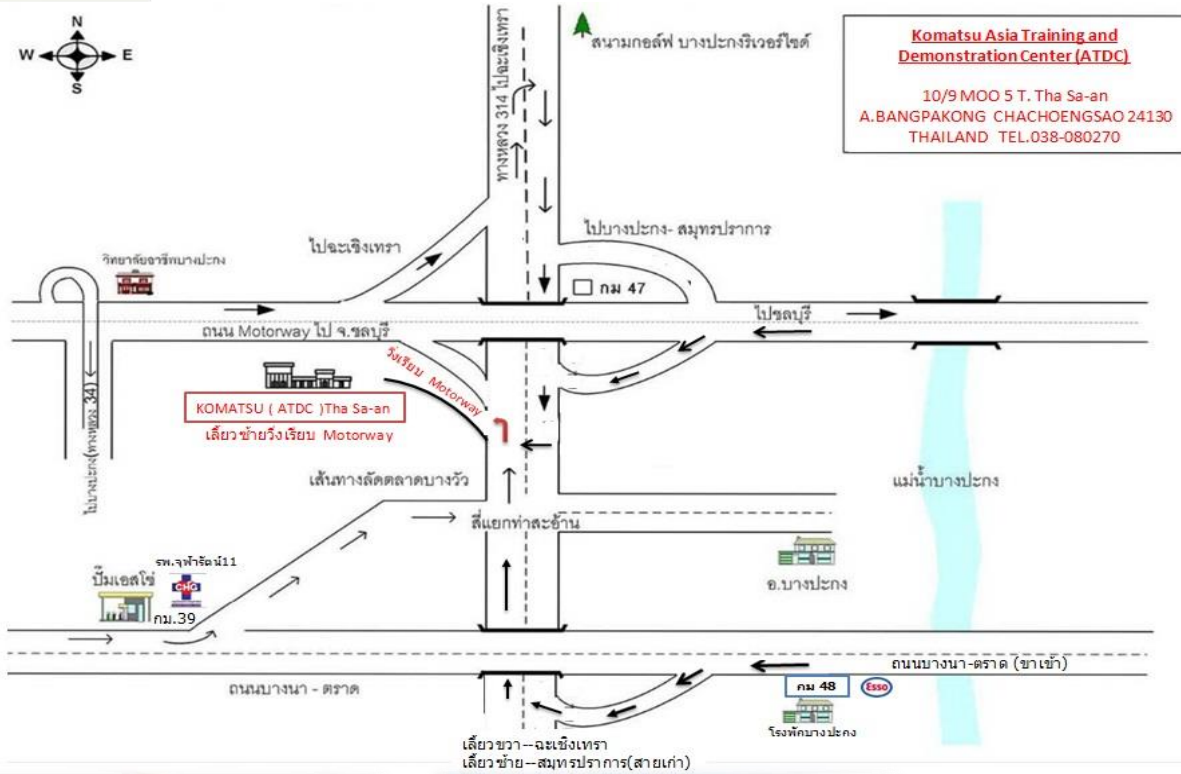 N
W E
S
ทางหลวง 314 ไปฉะเชิงเทรา
สนามกอล์ฟ บางปะกงริเวอร์ไซด์
Komatsu Asia Training and
Demonstration Center (ATDC)
10/9 MOO 5 T. Tha Sa-an
A.BANGPAKONG CHACHOENGSAO 24130
THAILAND TEL.038-080270
ไปบางปะกง- สมุทรปราการ
ไปฉะเชิงเทรา
วิทยาลัยอาชีพบางปะกง
กม 47
ไปชลบุรี
ถนน Motorway ไป จ.ชลบุรี
วิ่งเรียบ Motorway
KOMATSU ( ATDC )Tha Sa-an
เลี้ยวซ้ายวิ่งเรียบ Motorway
ไปบางปะกง(ทางหลวง 34)
เส้นทางลัดตลาดบางวัว
แม่น้ำบางปะกง
สี่แยกท่าสะอ้าน
รพ.จุฬารัตน์11
CHG
ปั๊มเอสโซ่
กม.39
อ.บางปะกง
ถนนบางนา-ตราด (ขาเข้า)
ถนนบางนา - ตราด
กม 48
Esso
โรงพักบางปะกง
เลี้ยวขวา--ฉะเชิงเทรา
เลี้ยวซ้าย--สมุทรปราการ(สายเก่า)